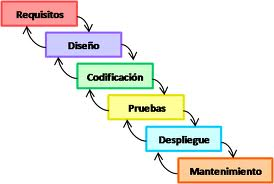 Requisitos
Diseño
Codificación
Pruebas
Despliegue
Mantenimiento